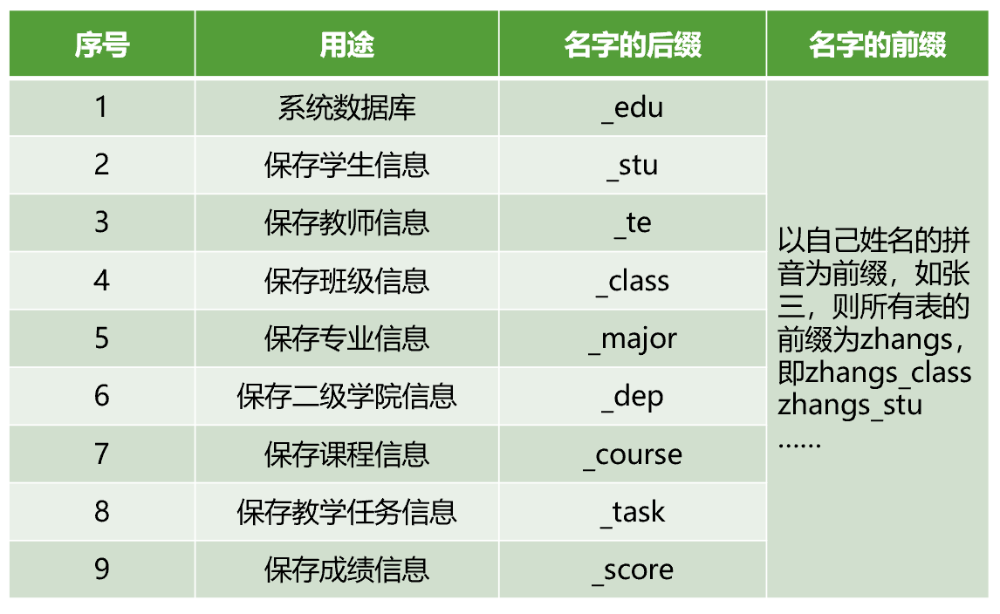 序号 用途 名字的后缀 名字的前缀
1 系统数据库 _edu
2 保存学生信息 _stu
3 保存教师信息 _te
4 保存班级信息 _class
5 保存专业信息 _major
6 保存二级学院信息 _dep
7 保存课程信息 _course
8 保存教学任务信息 _task
9 保存成绩信息 _score
以自己姓名的拼
音为前缀，如张
三，则所有表的
前缀为zhangs，
即zhangs_class
zhangs_stu
……